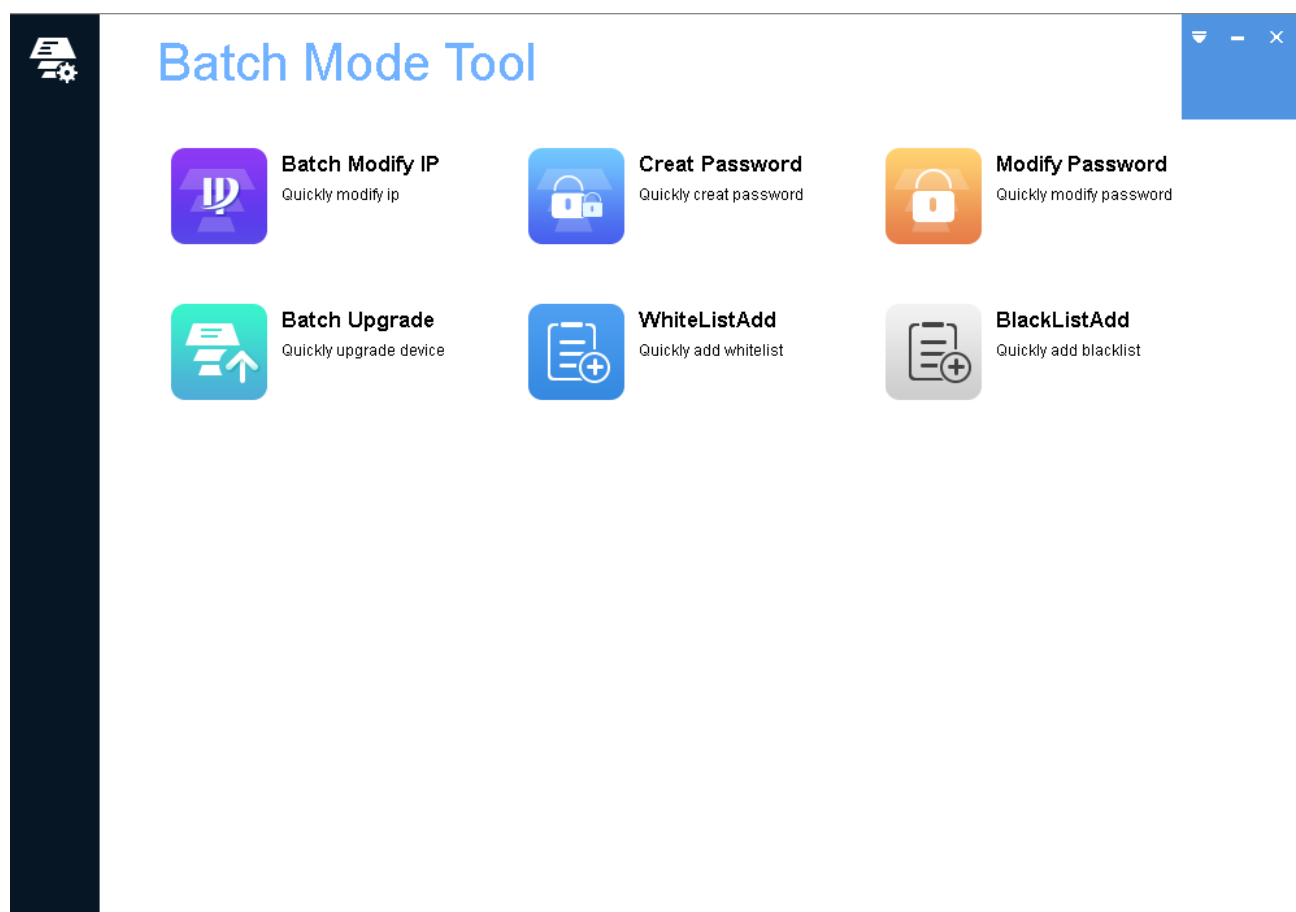 Batch Mode Tool
Batch Modify IP
Quickly modify ip
Creat Password
Quickly creat password
Modify Password
Quickly modify password
Batch Upgrade
Quickly upgrade device
WhiteListAdd
Quickly add whitelist
BlackListAdd
Quickly add blacklist
IP